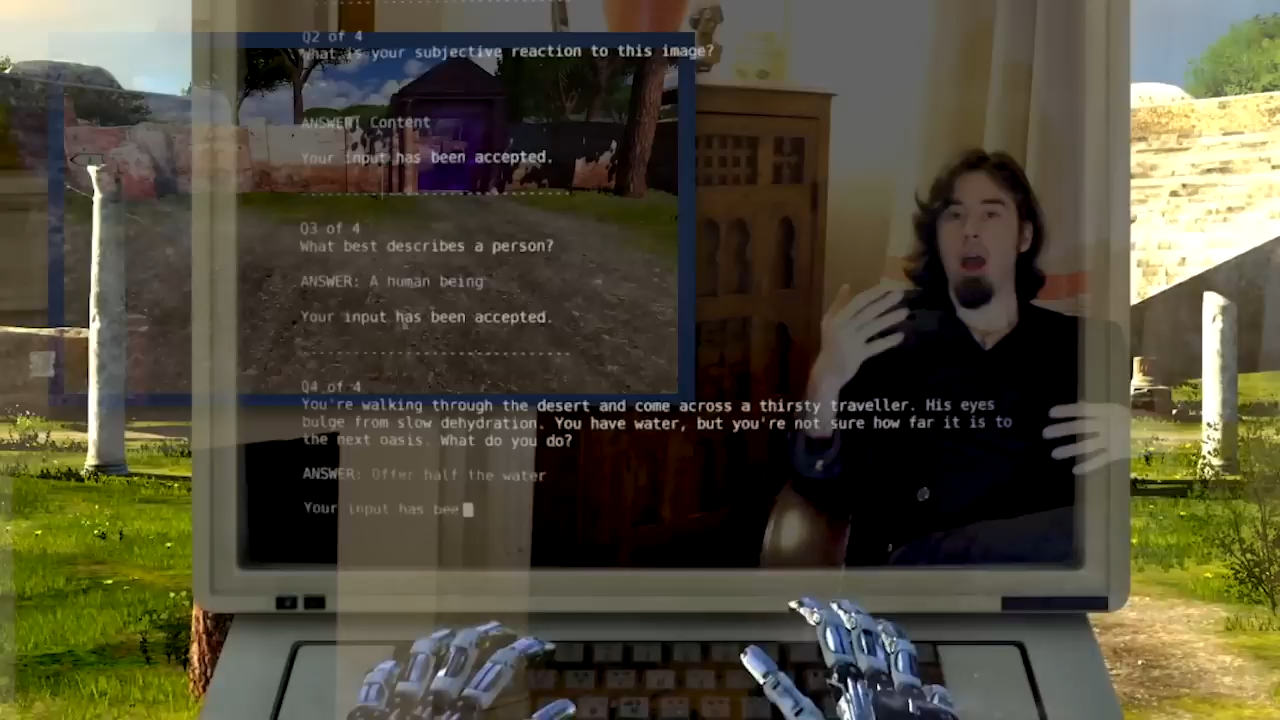 Q2 of 4
What is your subjective reaction to this image?
ANSWER: Content
Your input has been accepted.
Q3 of 4
What best describes a person?
ANSWER: A human being
Your input has been accepted.
Q4 of 4
You're walking through the desert and come across a thirsty traveller. His eyes
bulge from slow dehydration. You have water, but you're not sure how far it is to
the next oasis. What do you do?
ANSWER: Offer half the water
Your input has bee